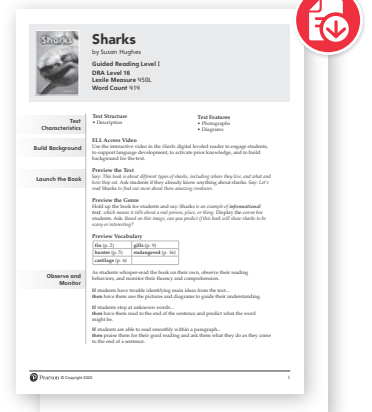 Sharks
Sharks
by Susan Hughes
Guided Reading Level I
DRA Level 16
Lexile Measure 450L
Word Count 414
Text
Characteristics
Text Structure
• Description
Text Features
• Photographs
• Diagrams
Build Background
ELL Access Video
Use the interactive video in the Sharks digital leveled reader to engage students,
to support language development, to activate prior knowledge, and to build
background for the text.
Launch the Book
Preview the Text
Say: This book is about different types of sharks, including where they live, and what and
how they eat. Ask students if they already know anything about sharks. Say: Let's
read Sharks to find out more about these amazing creatures.
Preview the Genre
Hold up the book for students and say: Sharks is an example of informational
text, which means it tells about a real person, place, or thing. Display the cover for
students. Ask: Based on this image, can you predict if this book will show sharks to be
scary or interesting?
Preview Vocabulary
fin (p. 2) gills (p. 9)
hunter (p. 5) endangered (p. 16)
cartilage (p. 6)
Observe and
Monitor
As students whisper-read the book on their own, observe their reading
behaviors, and monitor their fluency and comprehension.
If students have trouble identifying main ideas from the text...
then have them use the pictures and diagrams to guide their understanding.
If students stop at unknown words...
then have them read to the end of the sentence and predict what the word
might be.
If students are able to read smoothly within a paragraph...
then praise them for their good reading and ask them what they do as they come
to the end of a sentence.
Pearson © Copyright 2020
1